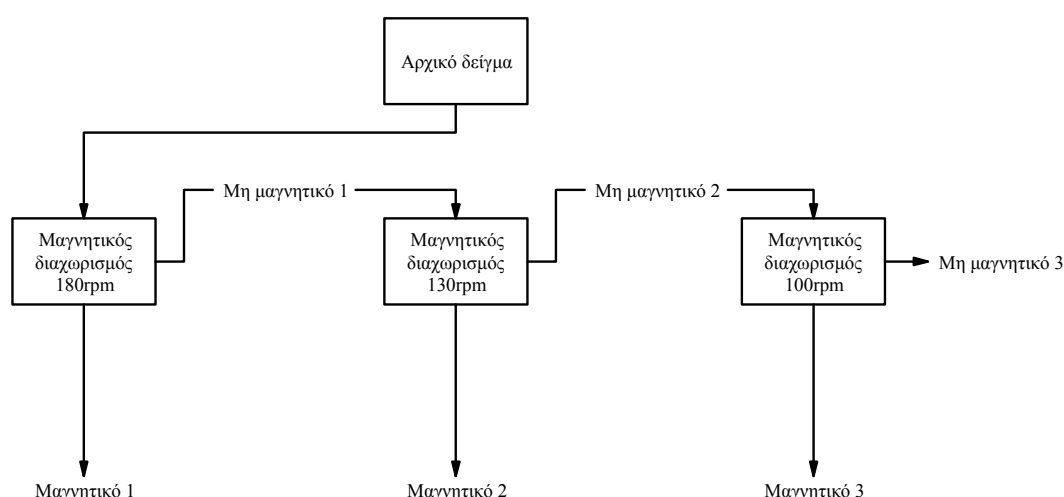 Αρχικό δείγμα
Μη μαγνητικό 1
Μη μαγνητικό 2
Μαγνητικός
διαχωρισμός
180rpm
Μαγνητικός
διαχωρισμός
130rpm
Μαγνητικός
διαχωρισμός
100rpm
Μη μαγνητικό 3
Μαγνητικό 1
Μαγνητικό 2
Μαγνητικό 3